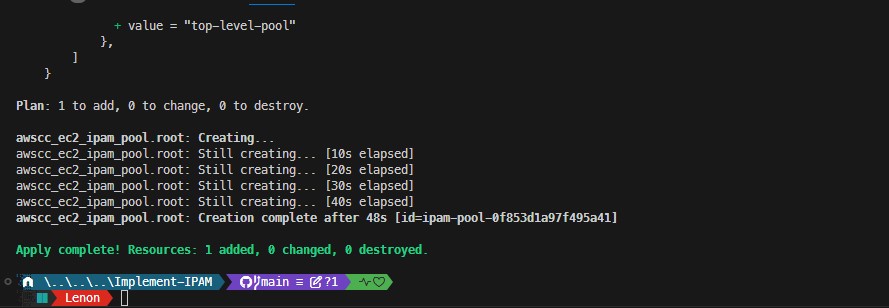 + value = "top-level-pool"
},
]
}
Plan: 1 to add, 0 to change, 0 to destroy.
awscc_ec2_ipam_pool.root: Creating...
awscc_ec2_ipam_pool.root: Still creating... [10s elapsed]
awscc_ec2_ipam_pool.root: Still creating... [20s elapsed]
awscc_ec2_ipam_pool.root: Still creating... [30s elapsed]
awscc_ec2_ipam_pool.root: Still creating... [40s elapsed]
awscc_ec2_ipam_pool.root: Creation complete after 48s [id=ipam-pool-0f853d1a97f495a41]
Apply complete! Resources: 1 added, 0 changed, 0 destroyed.
\..\..\..\Implement-IPAM main ≡ ?1
Lenon